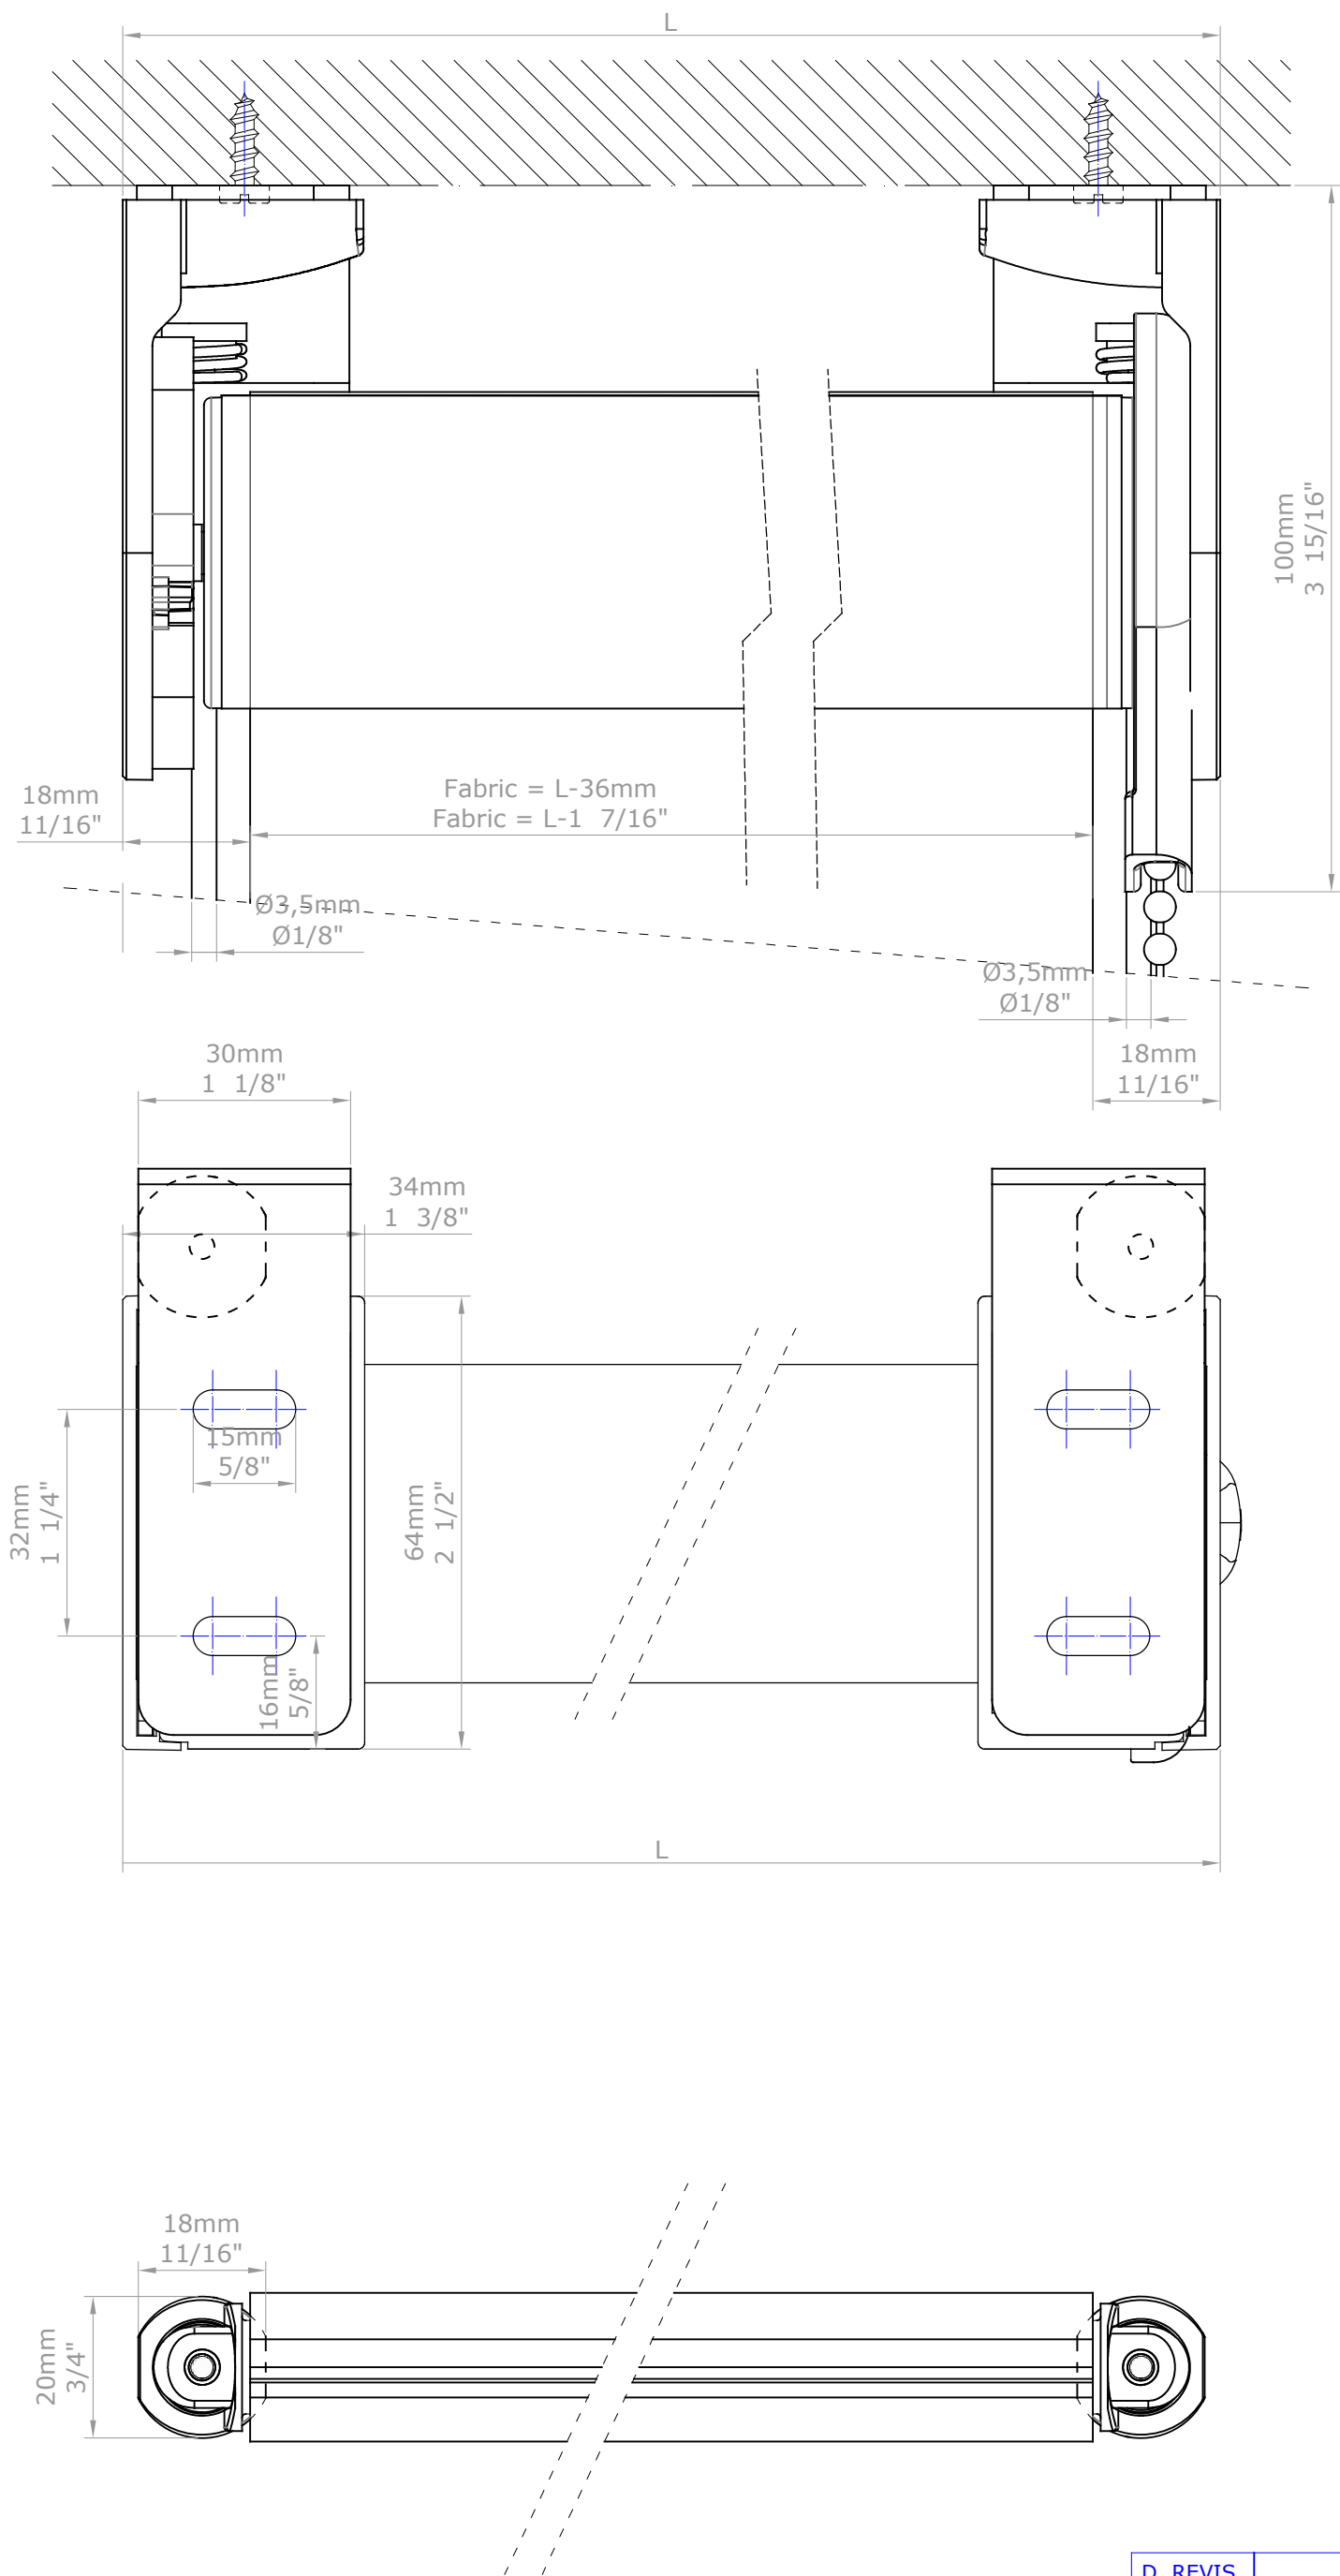 L
100mm
3 15/16"
18mm
11/16"
Fabric = L-36mm
Fabric = L-1 7/16"
Ø3,5mm
Ø1/8"
Ø3,5mm
Ø1/8"
18mm
11/16"
30mm
1 1/8"
34mm
1 3/8"
15mm
5/8"
32mm
1 1/4"
64mm
2 1/2"
16mm
5/8"
L
18mm
11/16"
20mm
3/4"
D. REVIS